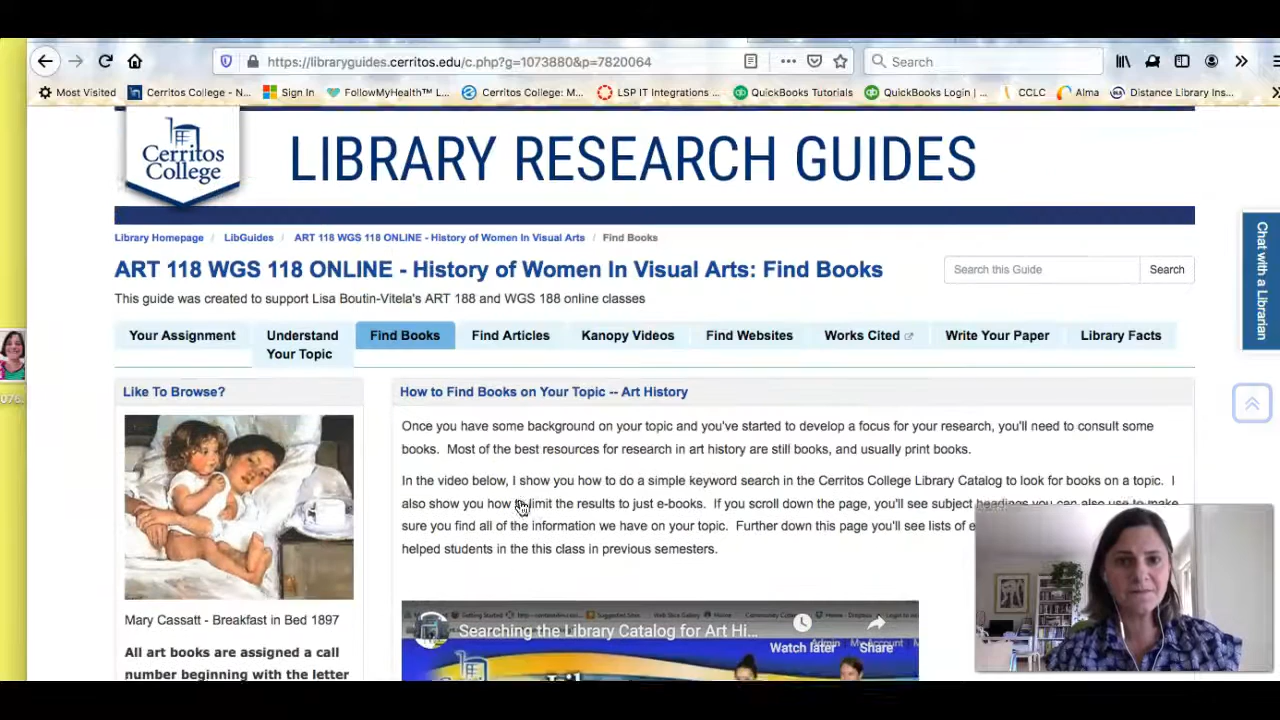 https://libraryguides.cerritos.edu/c.php?g=1073880&p=7820064
Search
Most Visited
Cerritos College - N...
Sign In
FollowMyHealth™ L...
Cerritos College: M...
LSP IT Integrations ...
QuickBooks Tutorials
QuickBooks Login | ...
CCLC
Alma
Distance Library Ins...
Cerritos
College
LIBRARY RESEARCH GUIDES
Library Homepage / LibGuides / ART 118 WGS 118 ONLINE - History of Women In Visual Arts / Find Books
ART 118 WGS 118 ONLINE - History of Women In Visual Arts: Find Books
Search this Guide
Search
This guide was created to support Lisa Boutin-Vitela's ART 188 and WGS 188 online classes
Chat with a Librarian
Your Assignment
Understand
Your Topic
Find Books
Find Articles
Kanopy Videos
Find Websites
Works Cited
Write Your Paper
Library Facts
Like To Browse?
Mary Cassatt - Breakfast in Bed 1897
All art books are assigned a call
number beginning with the letter
How to Find Books on Your Topic -- Art History
Once you have some background on your topic and you've started to develop a focus for your research, you'll need to consult some
books. Most of the best resources for research in art history are still books, and usually print books.
In the video below, I show you how to do a simple keyword search in the Cerritos College Library Catalog to look for books on a topic. I
also show you how to limit the results to just e-books. If you scroll down the page, you'll see subject headings you can also use to make
sure you find all of the information we have on your topic. Further down this page you'll see lists of e
helped students in the this class in previous semesters.
Searching the Library Catalog for Art Hi...
Watch later
Share